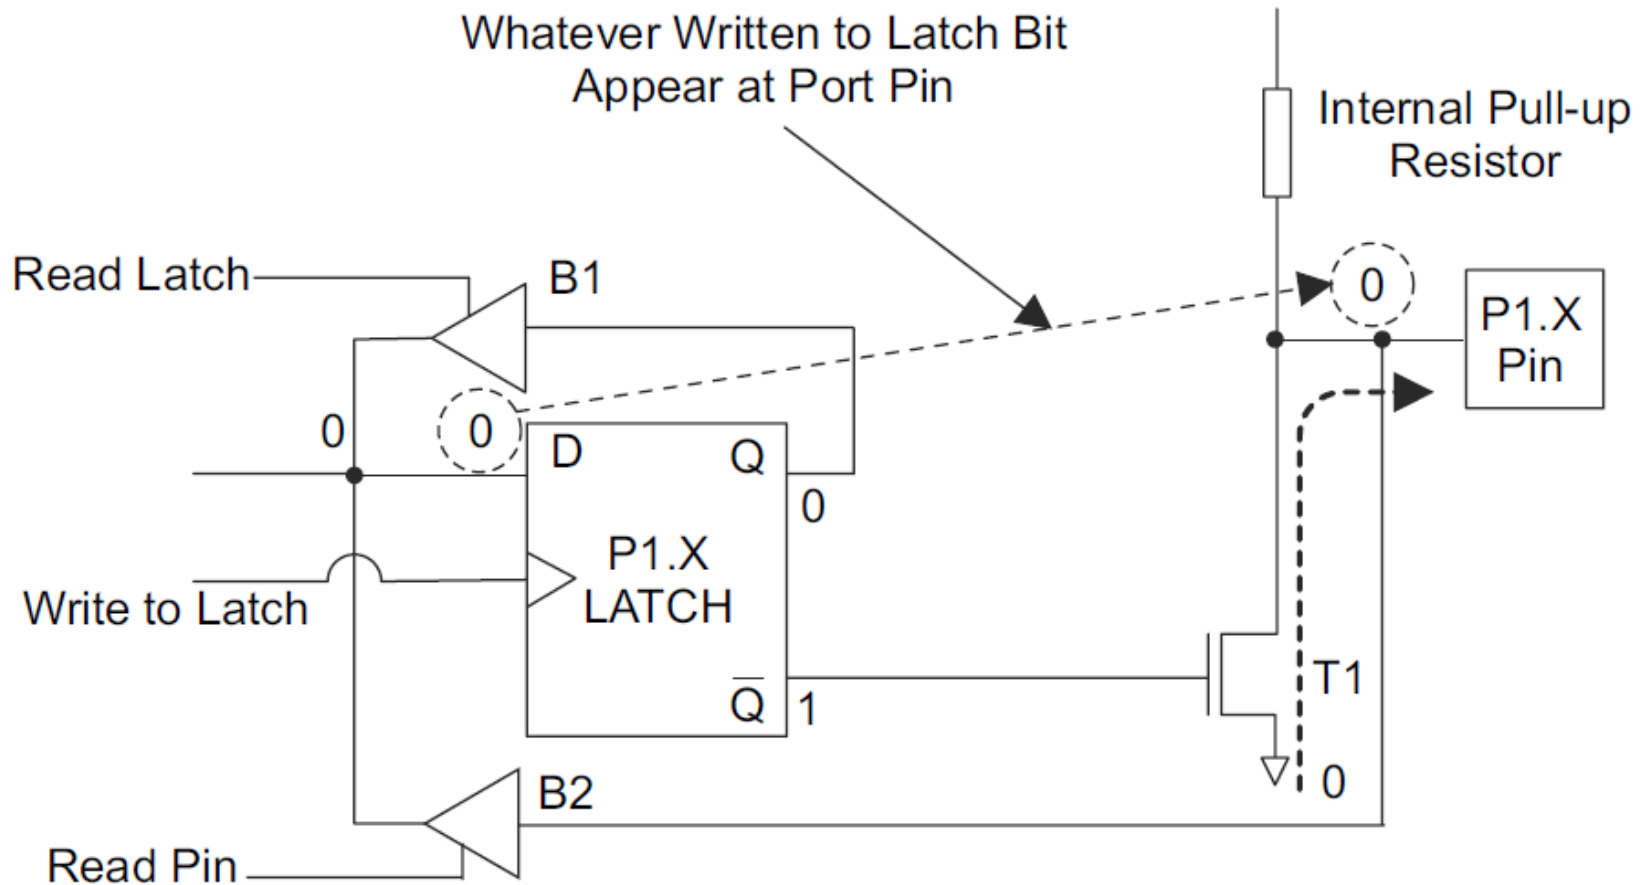 Whatever Written to Latch Bit
Appear at Port Pin
Internal Pull-up
Resistor
Read Latch
B1
0
P1.X
Pin
0
0
D
Q
0
P1.X
LATCH
Write to Latch
Q̅
1
T1
0
B2
Read Pin